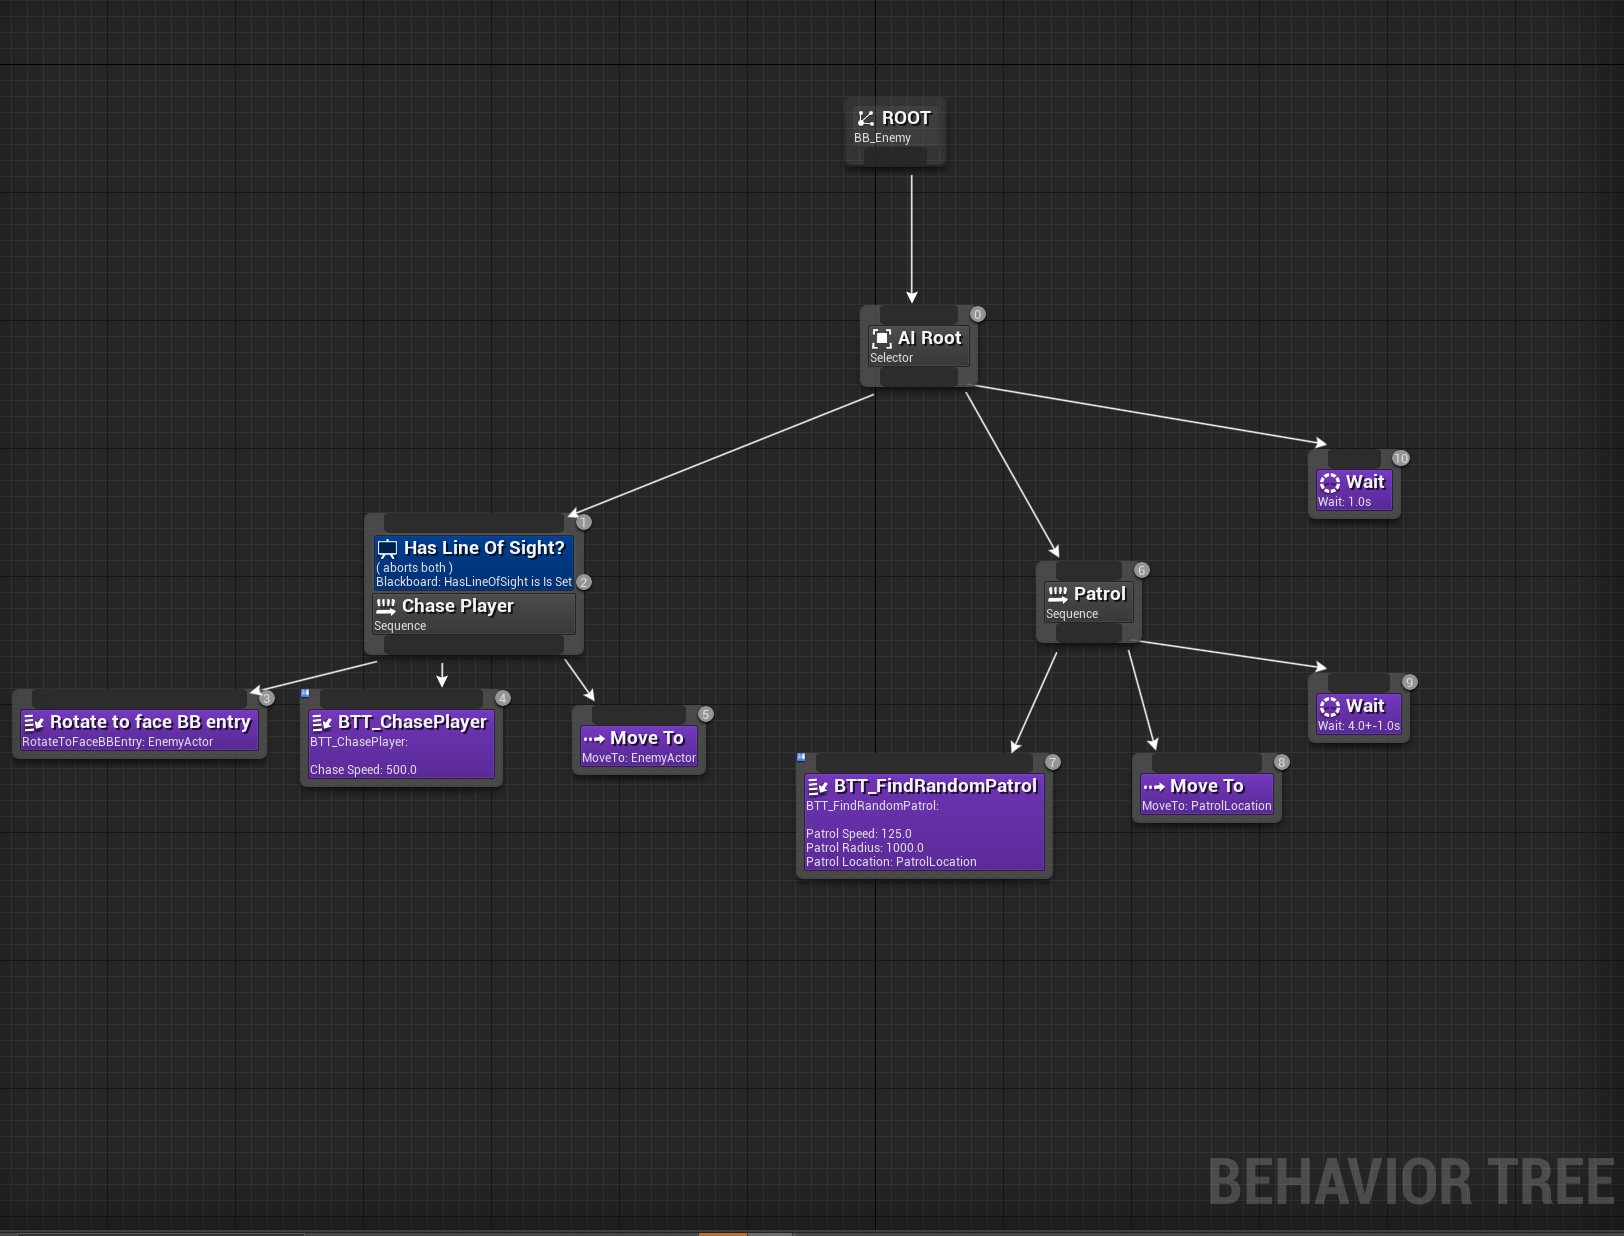 ROOT
BB_Enemy
0
AI Root
Selector
10
Wait
Wait: 1.0s
1
Has Line Of Sight?
( aborts both )
Blackboard: HasLineOfSight is Is Set
2
Chase Player
Sequence
6
Patrol
Sequence
3
Rotate to face BB entry
RotateToFaceBBEntry: EnemyActor
4
BTT_ChasePlayer
BTT_ChasePlayer:
Chase Speed: 500.0
5
Move To
MoveTo: EnemyActor
7
BTT_FindRandomPatrol
BTT_FindRandomPatrol:
Patrol Speed: 125.0
Patrol Radius: 1000.0
Patrol Location: PatrolLocation
8
Move To
MoveTo: PatrolLocation
9
Wait
Wait: 4.0+-1.0s
BEHAVIOR TREE